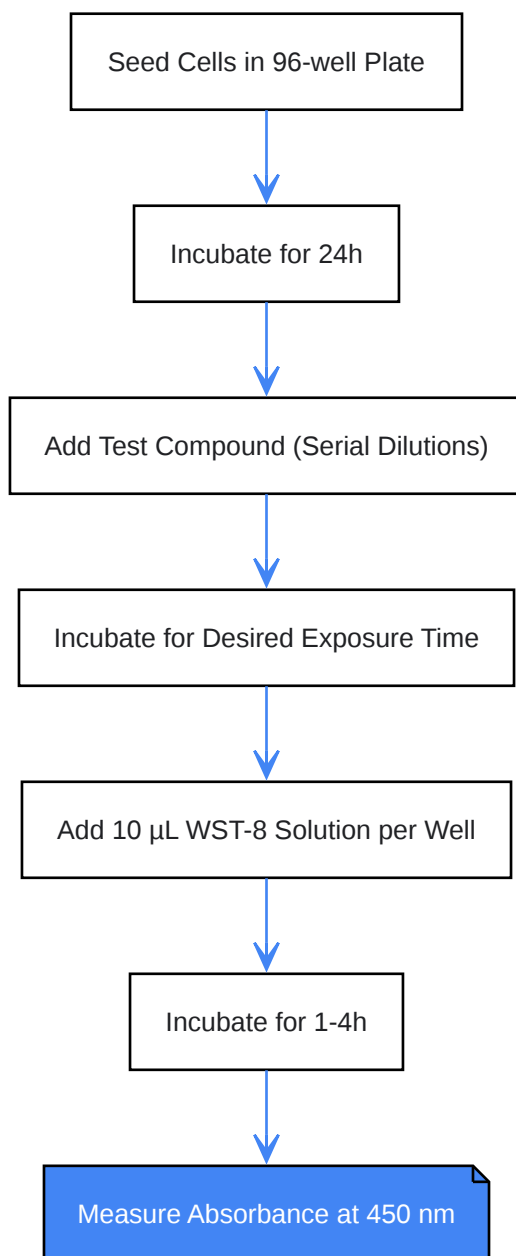 Seed Cells in 96-well Plate
Incubate for 24h
Add Test Compound (Serial Dilutions)
Incubate for Desired Exposure Time
Add 10 µL WST-8 Solution per Well
Incubate for 1-4h
Measure Absorbance at 450 nm